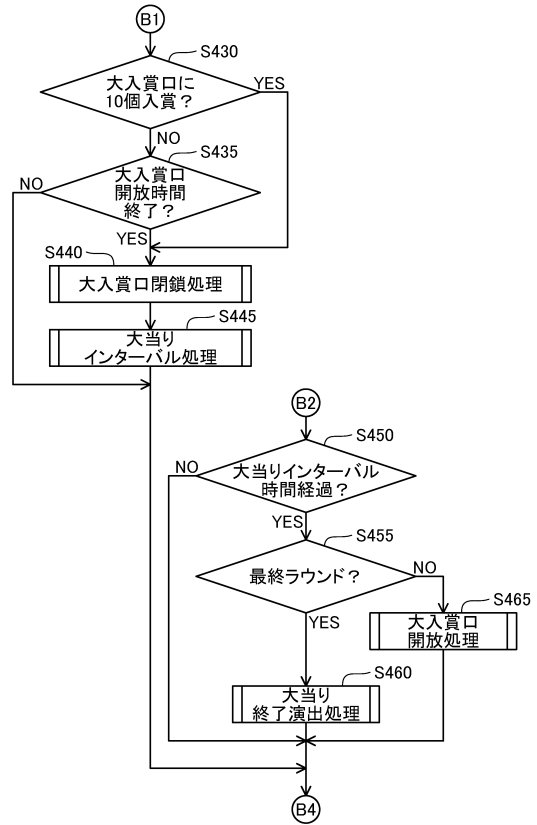 B1
S430
大入賞口に
10個入賞？
YES
NO
S435
大入賞口
開放時間
終了？
NO
YES
S440
大入賞口閉鎖処理
S445
大当り
インターバル処理
B2
S450
大当りインターバル
時間経過？
NO
YES
S455
最終ラウンド？
NO
YES
S465
大入賞口
開放処理
S460
大当り
終了演出処理
B4